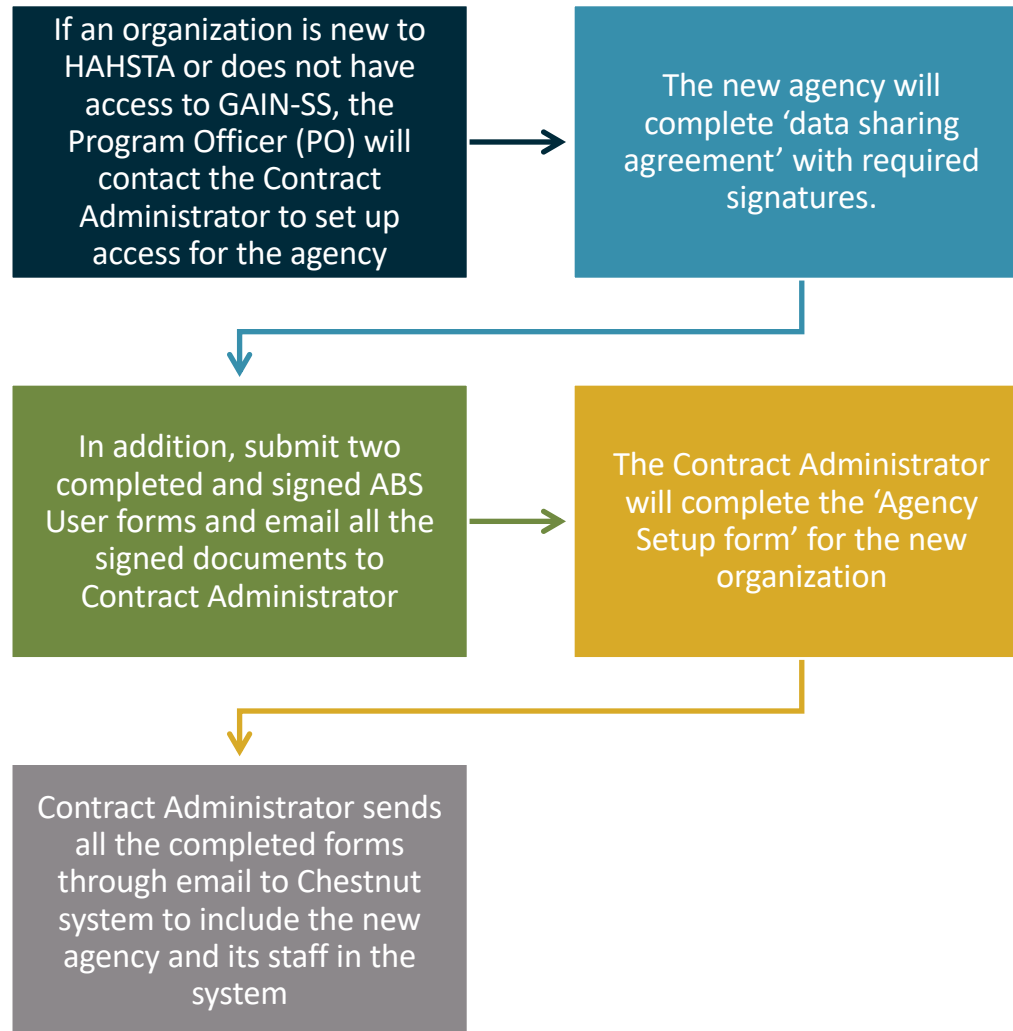 If an organization is new to
HAHSTA or does not have
access to GAIN-SS, the
Program Officer (PO) will
contact the Contract
Administrator to set up
access for the agency
The new agency will
complete ‘data sharing
agreement’ with required
signatures.
In addition, submit two
completed and signed ABS
User forms and email all the
signed documents to
Contract Administrator
The Contract Administrator
will complete the ‘Agency
Setup form’ for the new
organization
Contract Administrator sends
all the completed forms
through email to Chestnut
system to include the new
agency and its staff in the
system